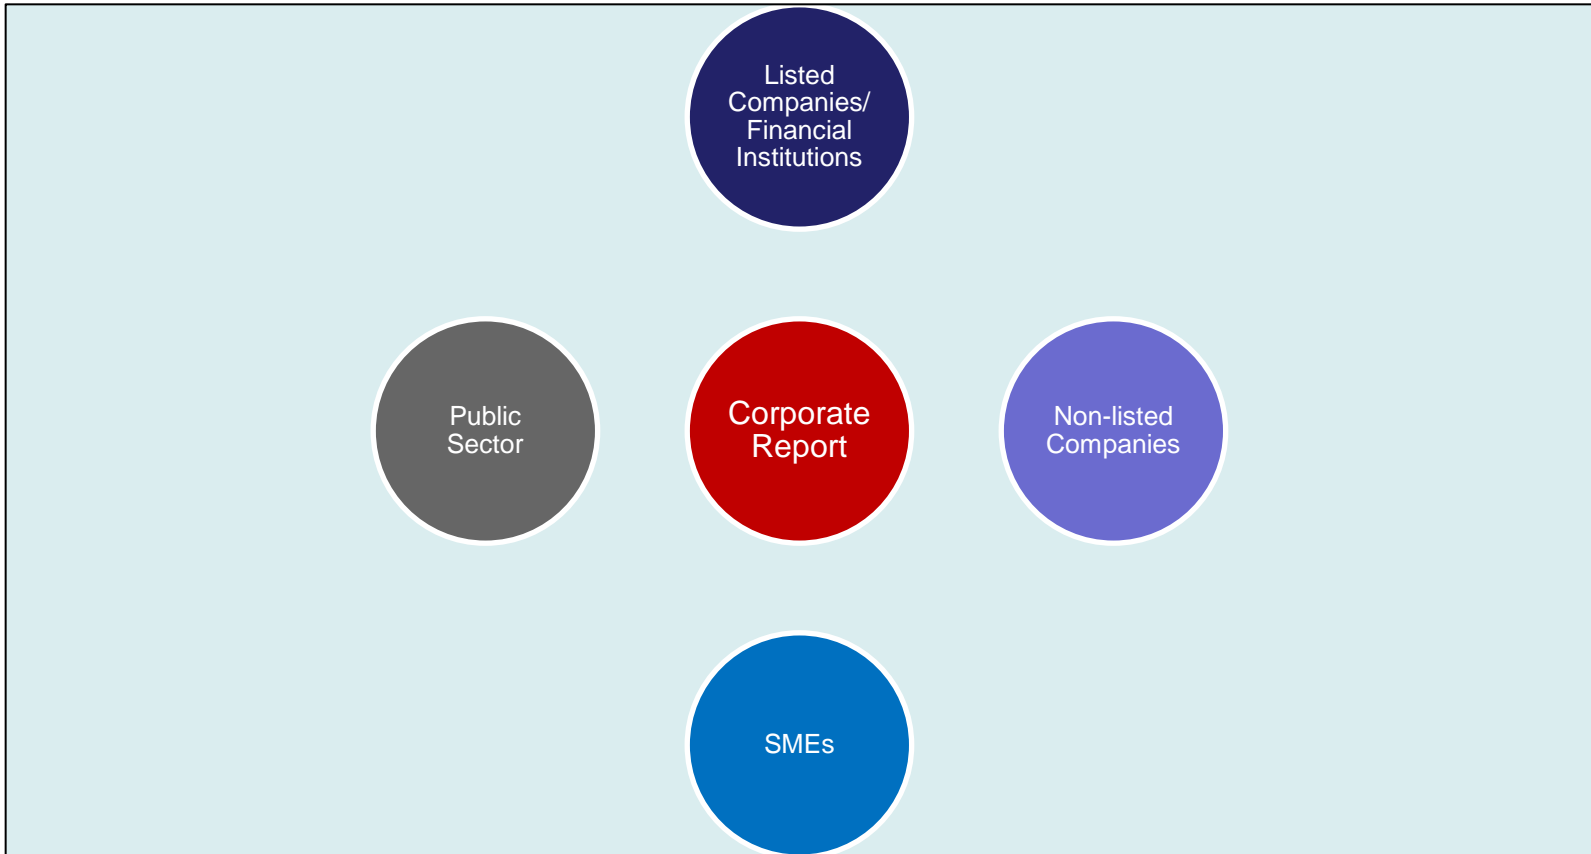 Listed
Companies/
Financial
Institutions
Public
Sector
Corporate
Report
Non-listed
Companies
SMEs